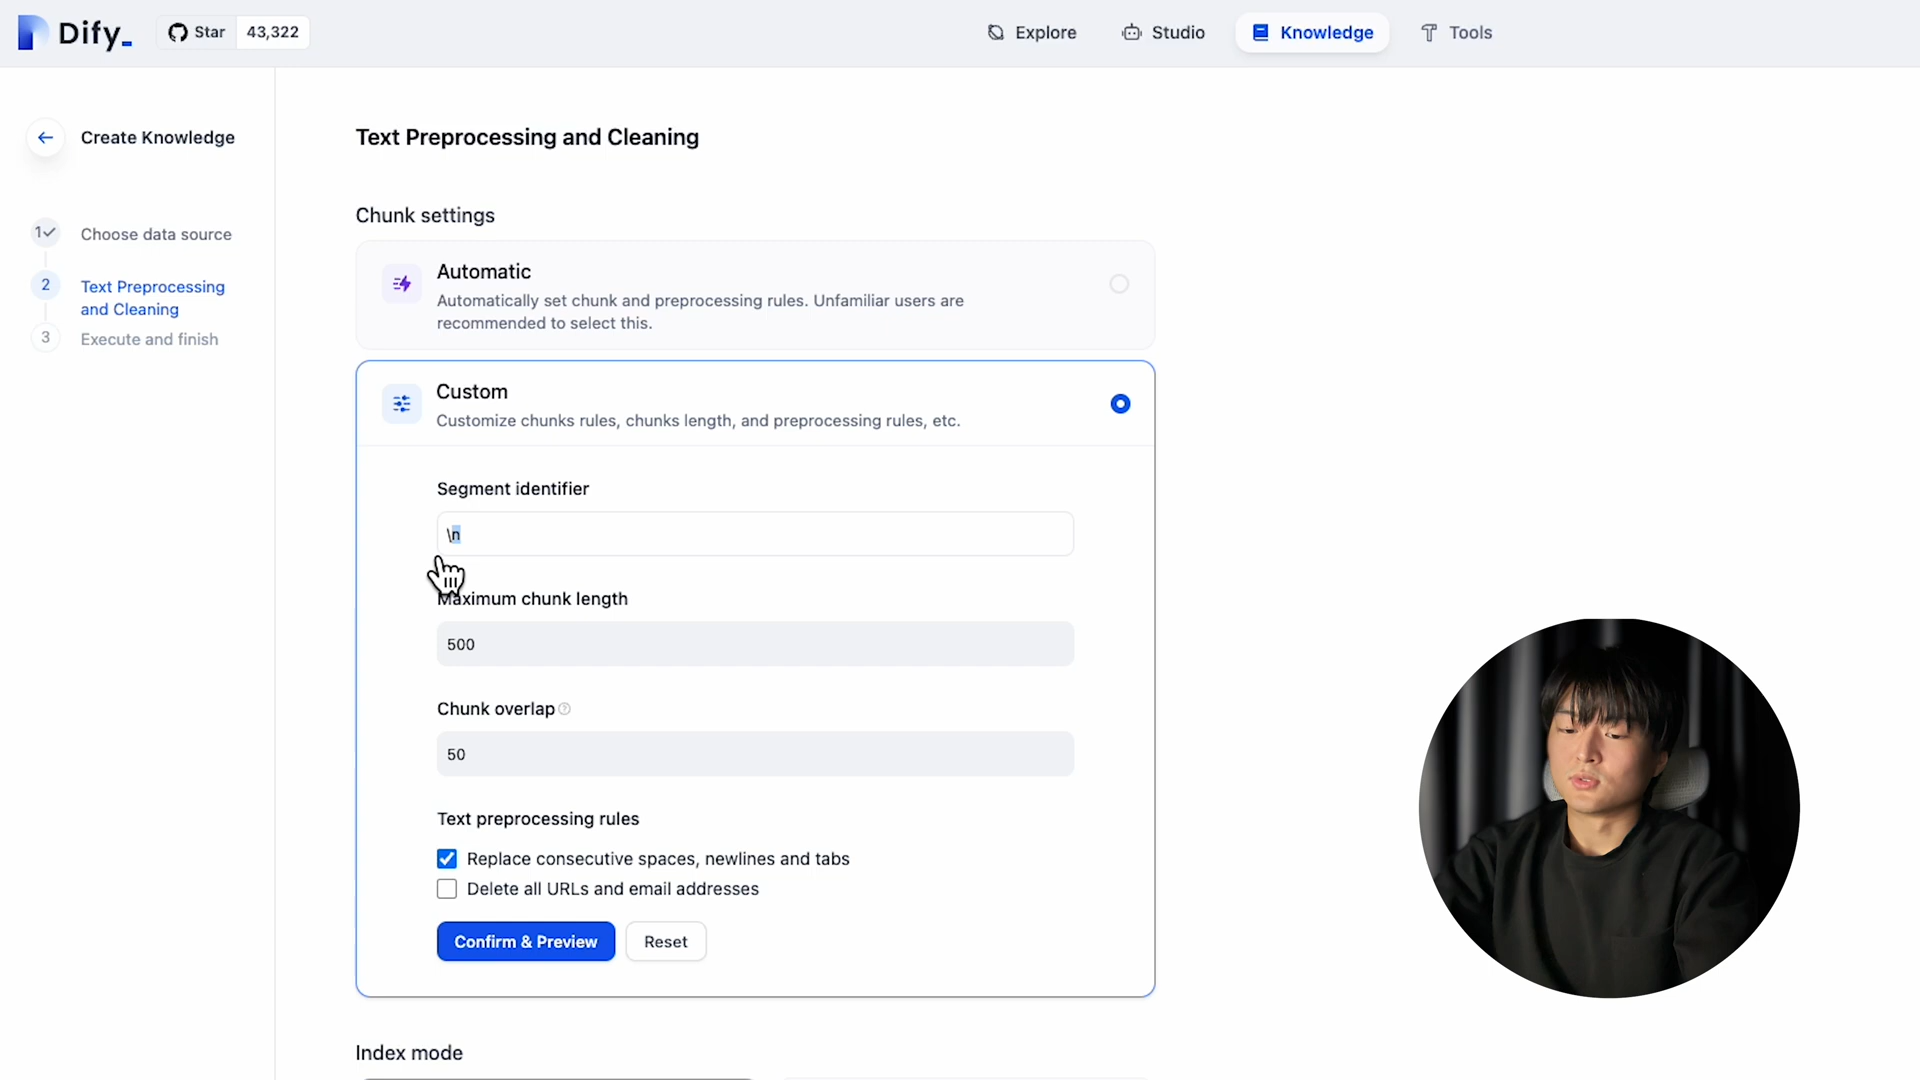 Dify_
Star 43,322
Explore
Studio
Knowledge
Tools
Create Knowledge
1 Choose data source
2 Text Preprocessing
and Cleaning
3 Execute and finish
Text Preprocessing and Cleaning
Chunk settings
Automatic
Automatically set chunk and preprocessing rules. Unfamiliar users are
recommended to select this.
Custom
Customize chunks rules, chunks length, and preprocessing rules, etc.
Segment identifier
\n
Maximum chunk length
500
Chunk overlap
50
Text preprocessing rules
Replace consecutive spaces, newlines and tabs
Delete all URLs and email addresses
Confirm & Preview
Reset
Index mode